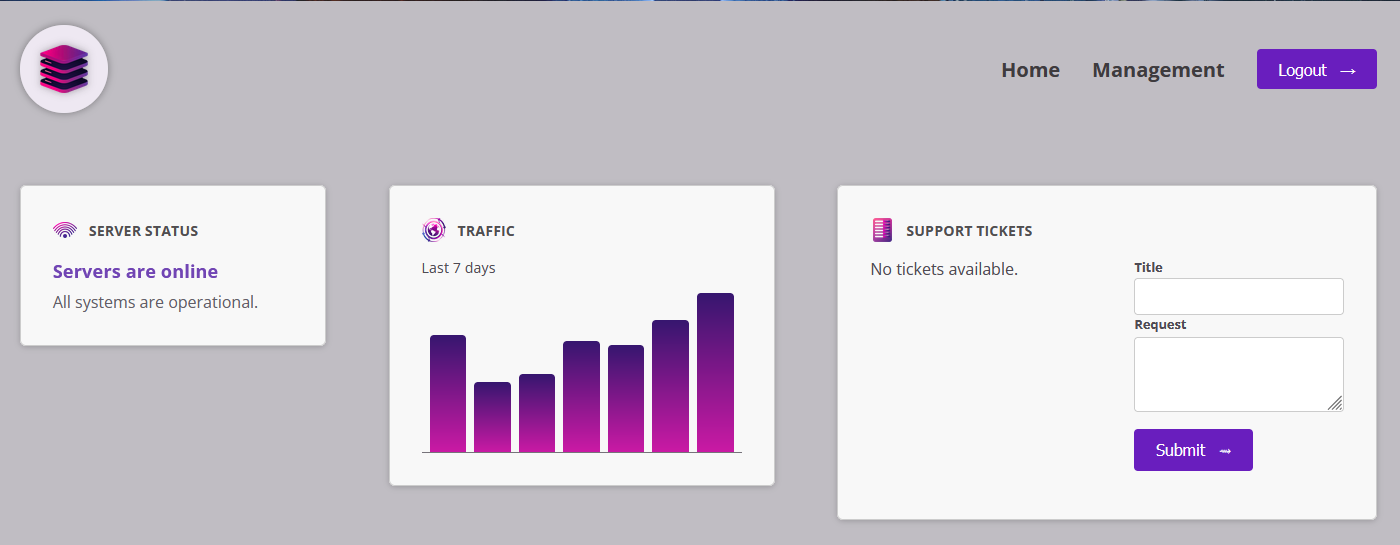 Home
Management
Logout →
SERVER STATUS
Servers are online
All systems are operational.
TRAFFIC
Last 7 days
SUPPORT TICKETS
No tickets available.
Title
Request
Submit →